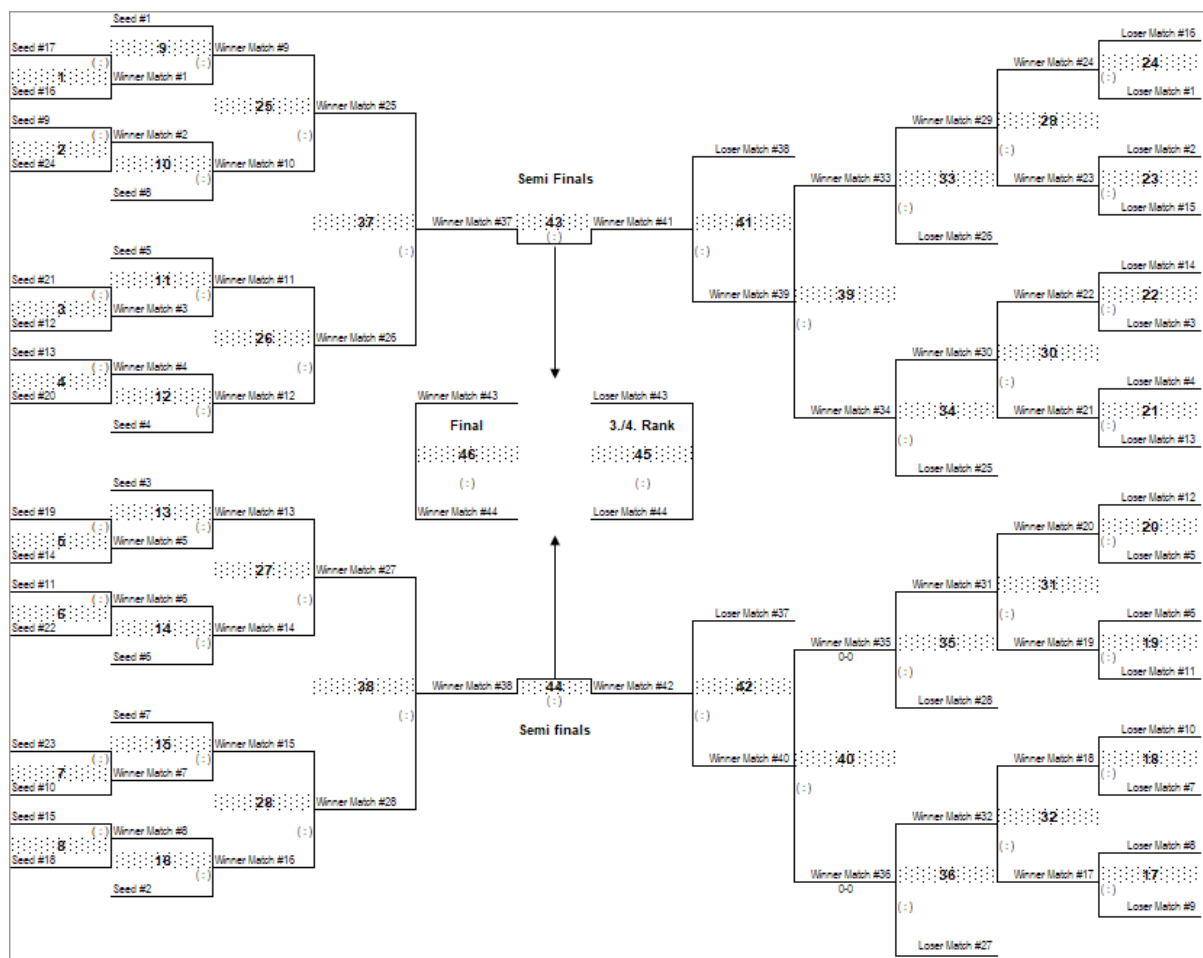 Seed #1
Seed #17
9
Winner Match #9
( : )
( : )
1
Winner Match #1
Seed #16
25
Winner Match #25
Seed #9
( : )
Winner Match #2
( : )
2
Seed #24
10
Winner Match #10
( : )
Seed #8
37
Winner Match #37
( : )
Seed #5
Seed #21
11
Winner Match #11
( : )
( : )
3
Winner Match #3
Seed #12
26
Winner Match #26
Seed #13
( : )
Winner Match #4
( : )
4
Seed #20
12
Winner Match #12
( : )
Seed #4
Seed #3
Seed #19
13
Winner Match #13
( : )
( : )
5
Winner Match #5
Seed #14
27
Winner Match #27
Seed #11
( : )
Winner Match #6
( : )
6
Seed #22
14
Winner Match #14
( : )
Seed #6
38
Winner Match #38
( : )
Seed #7
Seed #23
15
Winner Match #15
( : )
( : )
7
Winner Match #7
Seed #10
28
Winner Match #28
Seed #15
( : )
Winner Match #8
( : )
8
Seed #18
16
Winner Match #16
( : )
Seed #2
Semi Finals
43
( : )
Winner Match #41
Winner Match #43
Final
46
( : )
Winner Match #44
Loser Match #43
3./4. Rank
45
( : )
Loser Match #44
44
( : )
Winner Match #42
Semi finals
Loser Match #38
41
( : )
Winner Match #39
Winner Match #33
39
( : )
Winner Match #34
Winner Match #29
33
( : )
Loser Match #26
Winner Match #24
29
( : )
Winner Match #23
Loser Match #16
24
( : )
Loser Match #1
Loser Match #2
23
( : )
Loser Match #15
Winner Match #30
34
( : )
Loser Match #25
Winner Match #22
30
( : )
Winner Match #21
Loser Match #14
22
( : )
Loser Match #3
Loser Match #4
21
( : )
Loser Match #13
Loser Match #37
42
( : )
Winner Match #40
Winner Match #35
0-0
40
( : )
Winner Match #36
0-0
Winner Match #31
35
( : )
Loser Match #28
Winner Match #20
31
( : )
Winner Match #19
Loser Match #12
20
( : )
Loser Match #5
Loser Match #6
19
( : )
Loser Match #11
Winner Match #32
36
( : )
Loser Match #27
Winner Match #18
32
( : )
Winner Match #17
Loser Match #10
18
( : )
Loser Match #7
Loser Match #8
17
( : )
Loser Match #9